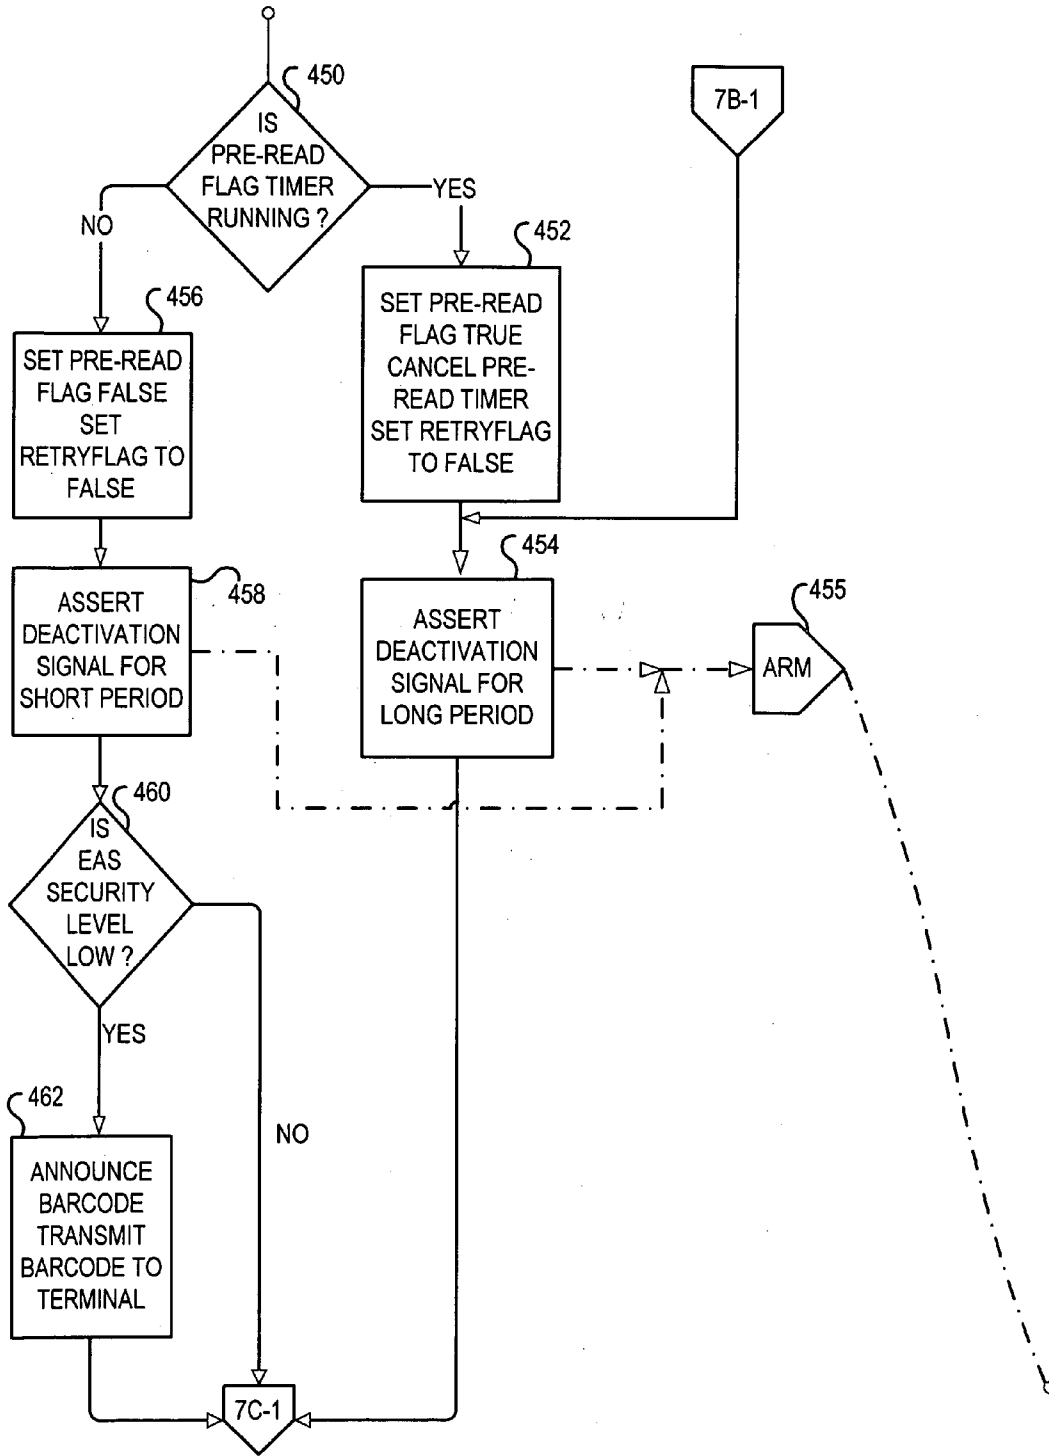 450
IS
PRE-READ
FLAG TIMER
RUNNING ?
7B-1
YES
NO
452
SET PRE-READ
FLAG TRUE
CANCEL PRE-
READ TIMER
SET RETRYFLAG
TO FALSE
456
SET PRE-READ
FLAG FALSE
SET
RETRYFLAG TO
FALSE
454
ASSERT
DEACTIVATION
SIGNAL FOR
LONG PERIOD
458
ASSERT
DEACTIVATION
SIGNAL FOR
SHORT PERIOD
455
ARM
460
IS
EAS
SECURITY
LEVEL
LOW ?
YES
NO
462
ANNOUNCE
BARCODE
TRANSMIT
BARCODE TO
TERMINAL
7C-1